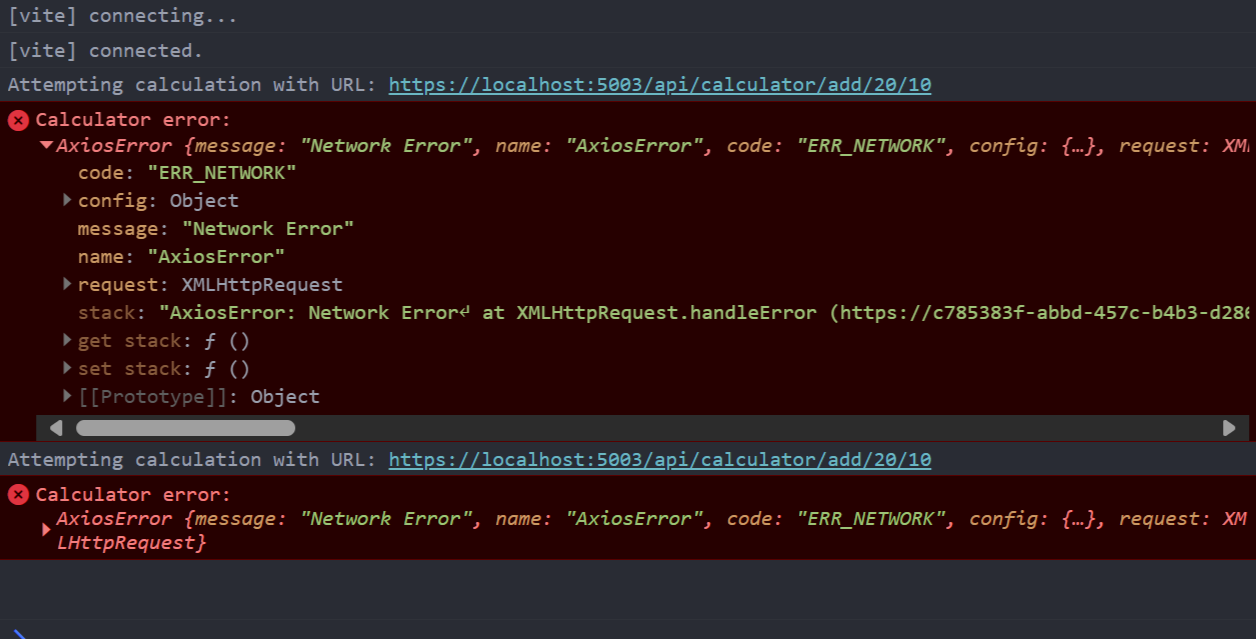 [vite] connecting...
[vite] connected.
Attempting calculation with URL: https://localhost:5003/api/calculator/add/20/10
Calculator error:
AxiosError {message: "Network Error", name: "AxiosError", code: "ERR_NETWORK", config: {…}, request: XM
code: "ERR_NETWORK"
config: Object
message: "Network Error"
name: "AxiosError"
request: XMLHttpRequest
stack: "AxiosError: Network Error↵ at XMLHttpRequest.handleError (https://c785383f-abbd-457c-b4b3-d286
get stack: ƒ ()
set stack: ƒ ()
[[Prototype]]: Object
Attempting calculation with URL: https://localhost:5003/api/calculator/add/20/10
Calculator error:
AxiosError {message: "Network Error", name: "AxiosError", code: "ERR_NETWORK", config: {…}, request: XM
LHttpRequest}